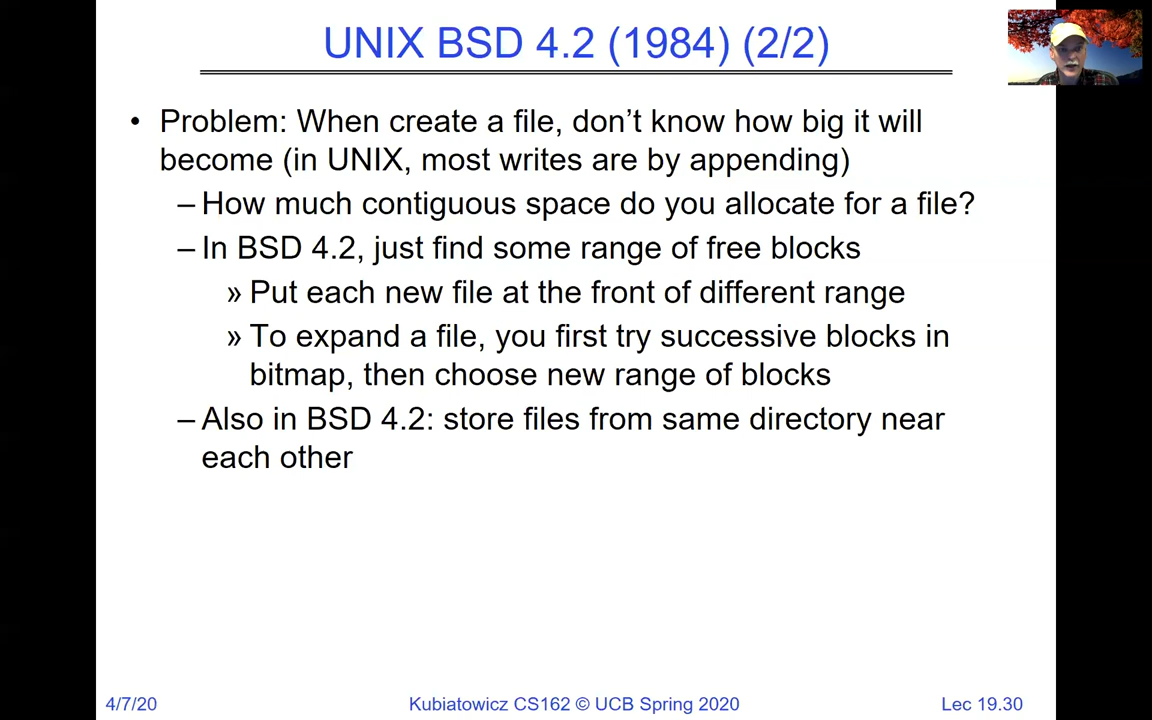 UNIX BSD 4.2 (1984) (2/2)
• Problem: When create a file, don't know how big it will
become (in UNIX, most writes are by appending)
– How much contiguous space do you allocate for a file?
– In BSD 4.2, just find some range of free blocks
» Put each new file at the front of different range
» To expand a file, you first try successive blocks in
bitmap, then choose new range of blocks
– Also in BSD 4.2: store files from same directory near
each other
4/7/20
Kubiatowicz CS162 © UCB Spring 2020
Lec 19.30